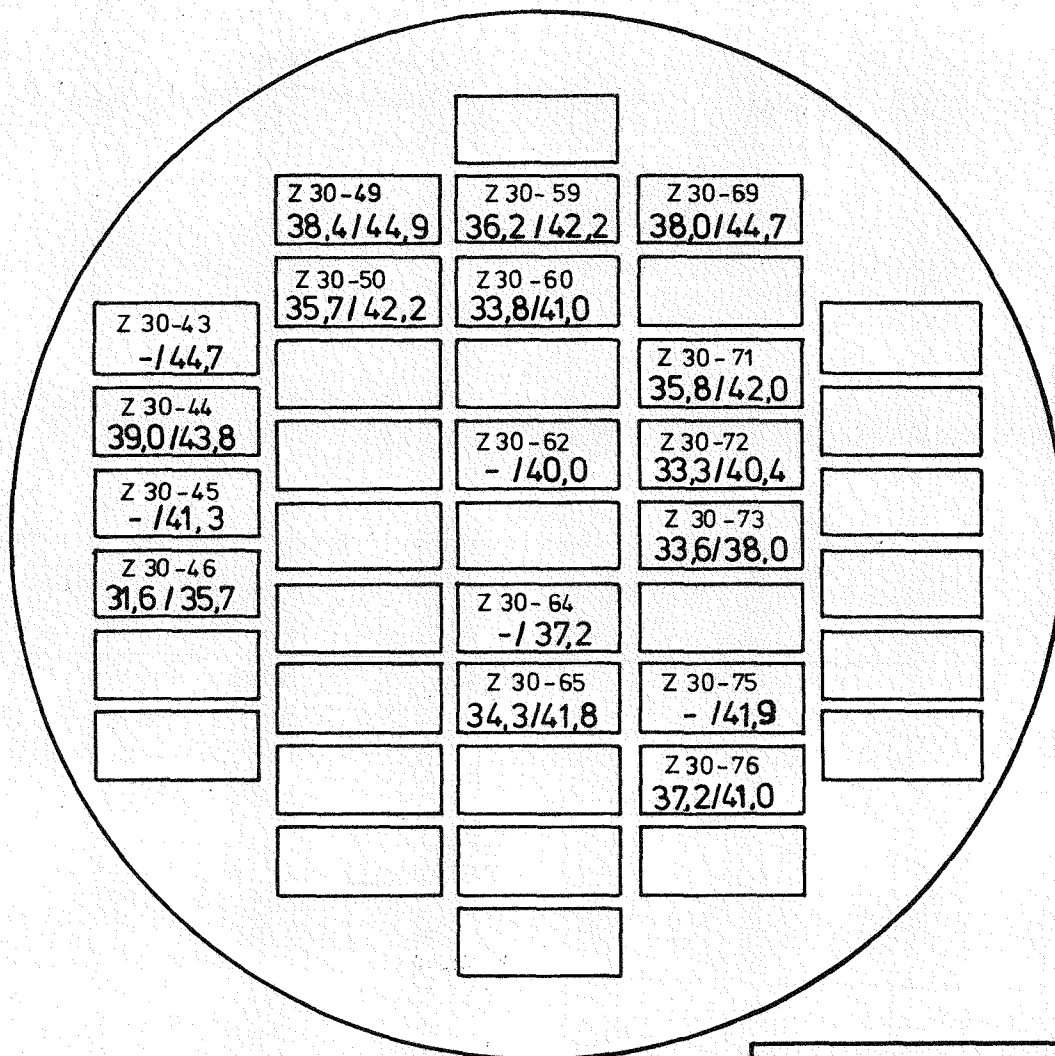 Z 30-49
38,4/44,9
Z 30-59
36,2/42,2
Z 30-69
38,0/44,7
Z 30-50
35,7/42,2
Z 30-60
33,8/41,0
Z 30-43
-/44,7
Z 30-71
35,8/42,0
Z 30-44
39,0/43,8
Z 30-62
-/40,0
Z 30-72
33,3/40,4
Z 30-45
-/41,3
Z 30-73
33,6/38,0
Z 30-46
31,6/35,7
Z 30-64
-/37,2
Z 30-65
34,3/41,8
Z 30-75
-/41,9
Z 30-76
37,2/41,0